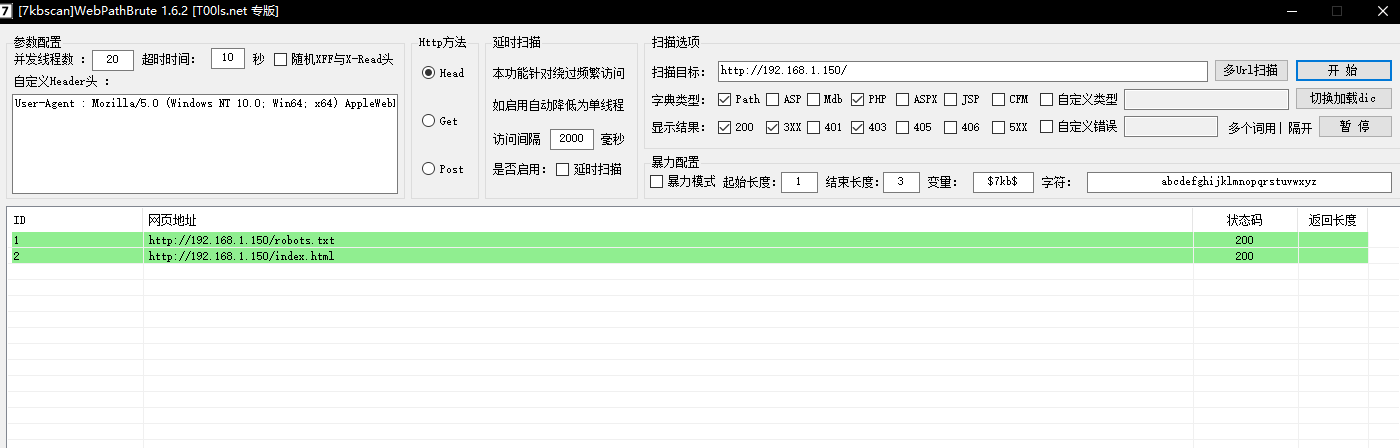 7 [7kbscan]WebPathBrute 1.6.2 [T00ls.net 专版]
参数配置
并发线程数 : 20 超时时间: 10 秒 随机XFF与X-Read头
自定义Header头 :
User-Agent : Mozilla/5.0 (Windows NT 10.0; Win64; x64) AppleWebK
Http方法
Head
Get
Post
延时扫描
本功能针对绕过频繁访问
如启用自动降低为单线程
访问间隔 2000 毫秒
是否启用: 延时扫描
扫描选项
扫描目标: http://192.168.1.150/ 多Url扫描 开 始
字典类型: Path ASP Mdb PHP ASPX JSP CFM 自定义类型 切换加载dic
显示结果: 200 3XX 401 403 405 406 5XX 自定义错误 多个词用| 隔开 暂 停
暴力配置
暴力模式 起始长度: 1 结束长度: 3 变量: $7kb$ 字符: abcdefghijklmnopqrstuvwxyz
ID 网页地址 状态码 返回长度
1 http://192.168.1.150/robots.txt 200
2 http://192.168.1.150/index.html 200